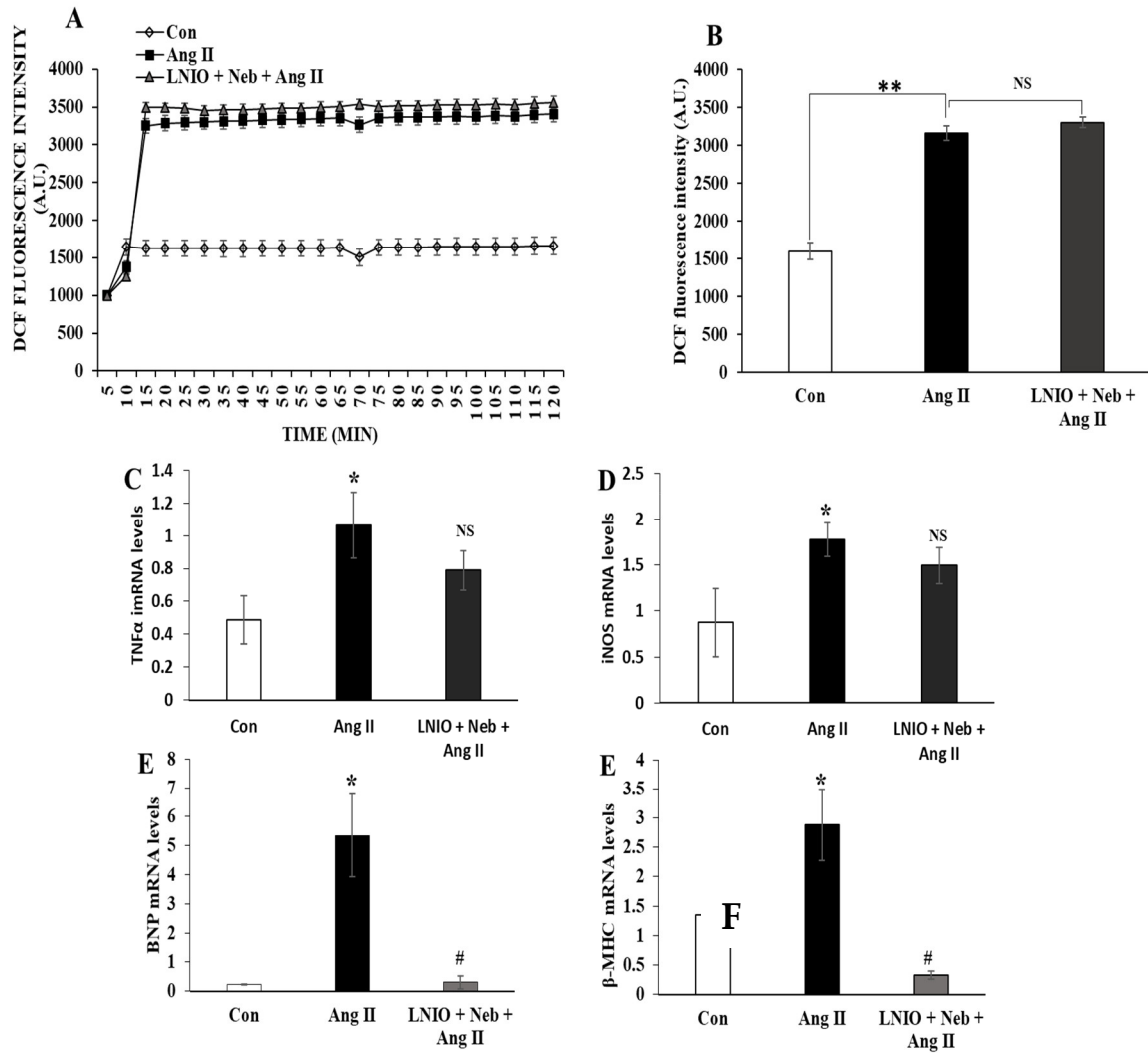 A
Con
Ang II
LNIO + Neb + Ang II
DCF FLUORESCENCE INTENSITY
(A.U.)
4000
3500
3000
2500
2000
1500
1000
500
0
5 10 15 20 25 30 35 40 45 50 55 60 65 70 75 80 85 90 95 100 105 110 115 120
TIME (MIN)
B
**
NS
DCF fluorescence intensity (A.U.)
4000
3500
3000
2500
2000
1500
1000
500
0
Con
Ang II
LNIO + Neb +
Ang II
C
TNFα imRNA levels
1.4
1.2
1
0.8
0.6
0.4
0.2
0
*
NS
Con
Ang II
LNIO + Neb +
Ang II
D
iNOS mRNA levels
2.5
2
1.5
1
0.5
0
*
NS
Con
Ang II
LNIO + Neb +
Ang II
E
BNP mRNA levels
8
7
6
5
4
3
2
1
0
*
#
Con
Ang II
LNIO + Neb +
Ang II
E
β-MHC mRNA levels
4
3.5
3
2.5
2
1.5
1
0.5
0
F
*
#
Con
Ang II
LNIO + Neb +
Ang II